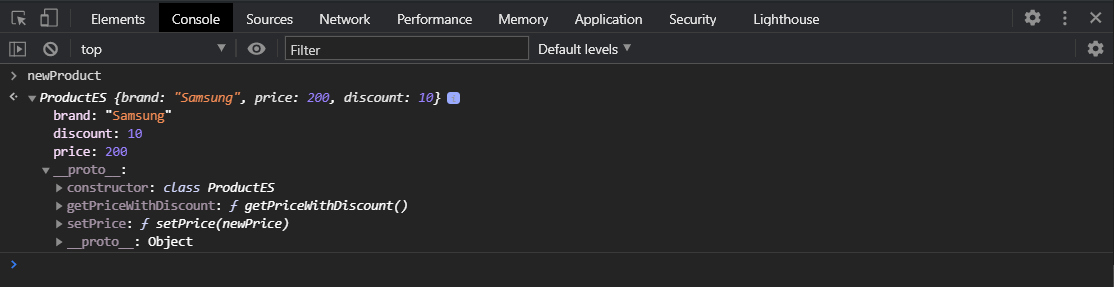 Elements Console Sources Network Performance Memory Application Security Lighthouse
top Filter Default levels
newProduct
ProductES {brand: "Samsung", price: 200, discount: 10} i
brand: "Samsung"
discount: 10
price: 200
__proto__:
constructor: class ProductES
getPriceWithDiscount: ƒ getPriceWithDiscount()
setPrice: ƒ setPrice(newPrice)
__proto__: Object